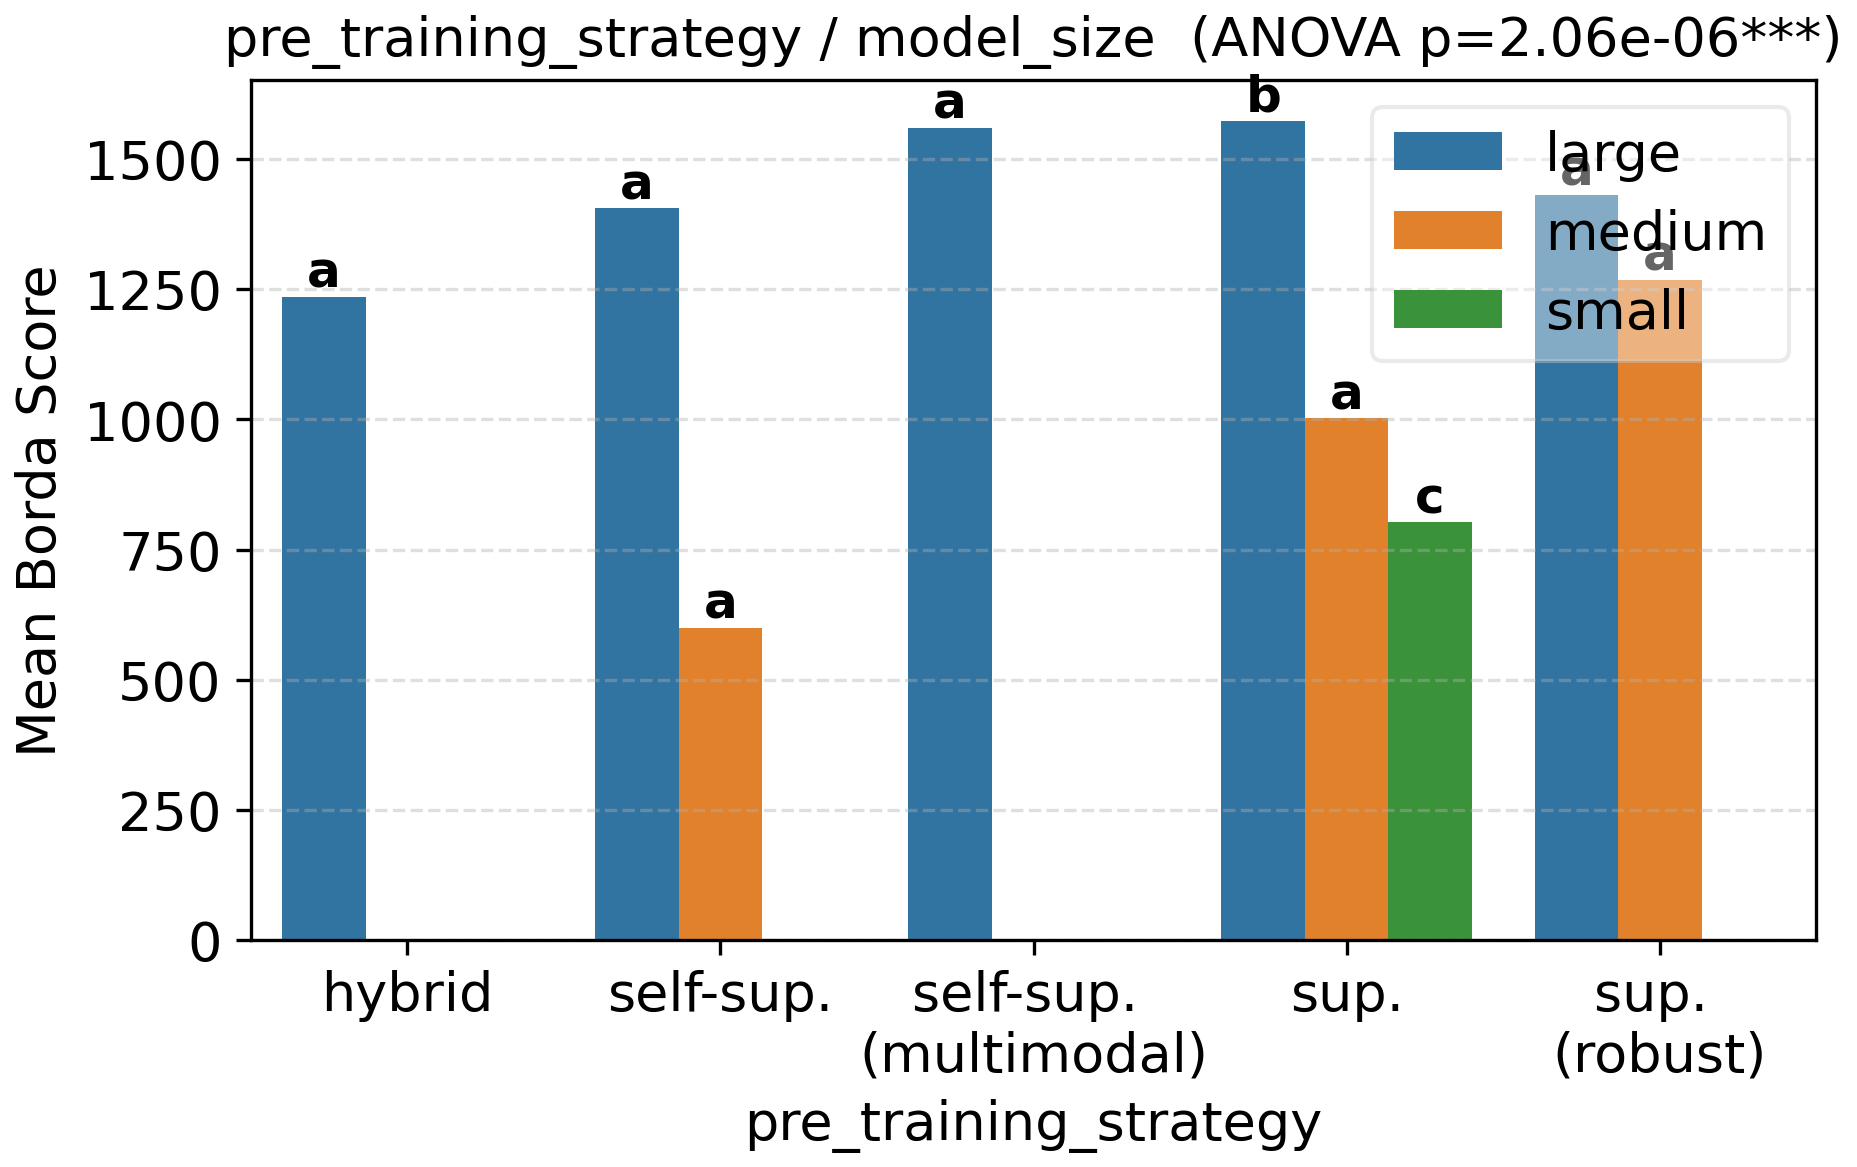 pre_training_strategy / model_size (ANOVA p=2.06e-06***)
Mean Borda Score
1500
1250
1000
750
500
250
0
a
a
a
a
b
a
c
a
a
large
medium
small
hybrid
self-sup.
self-sup.
(multimodal)
sup.
sup.
(robust)
pre_training_strategy